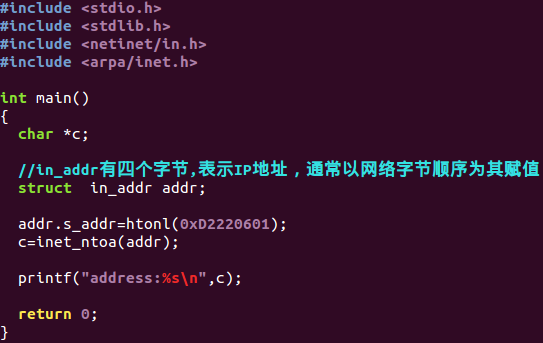 #include <stdio.h>
#include <stdlib.h>
#include <netinet/in.h>
#include <arpa/inet.h>
int main()
{
char *c;
//in_addr有四个字节,表示IP地址，通常以网络字节顺序为其赋值
struct  in_addr addr;
addr.s_addr=htonl(0xD2220601);
c=inet_ntoa(addr);
printf("address:%s\n",c);
return 0;
}